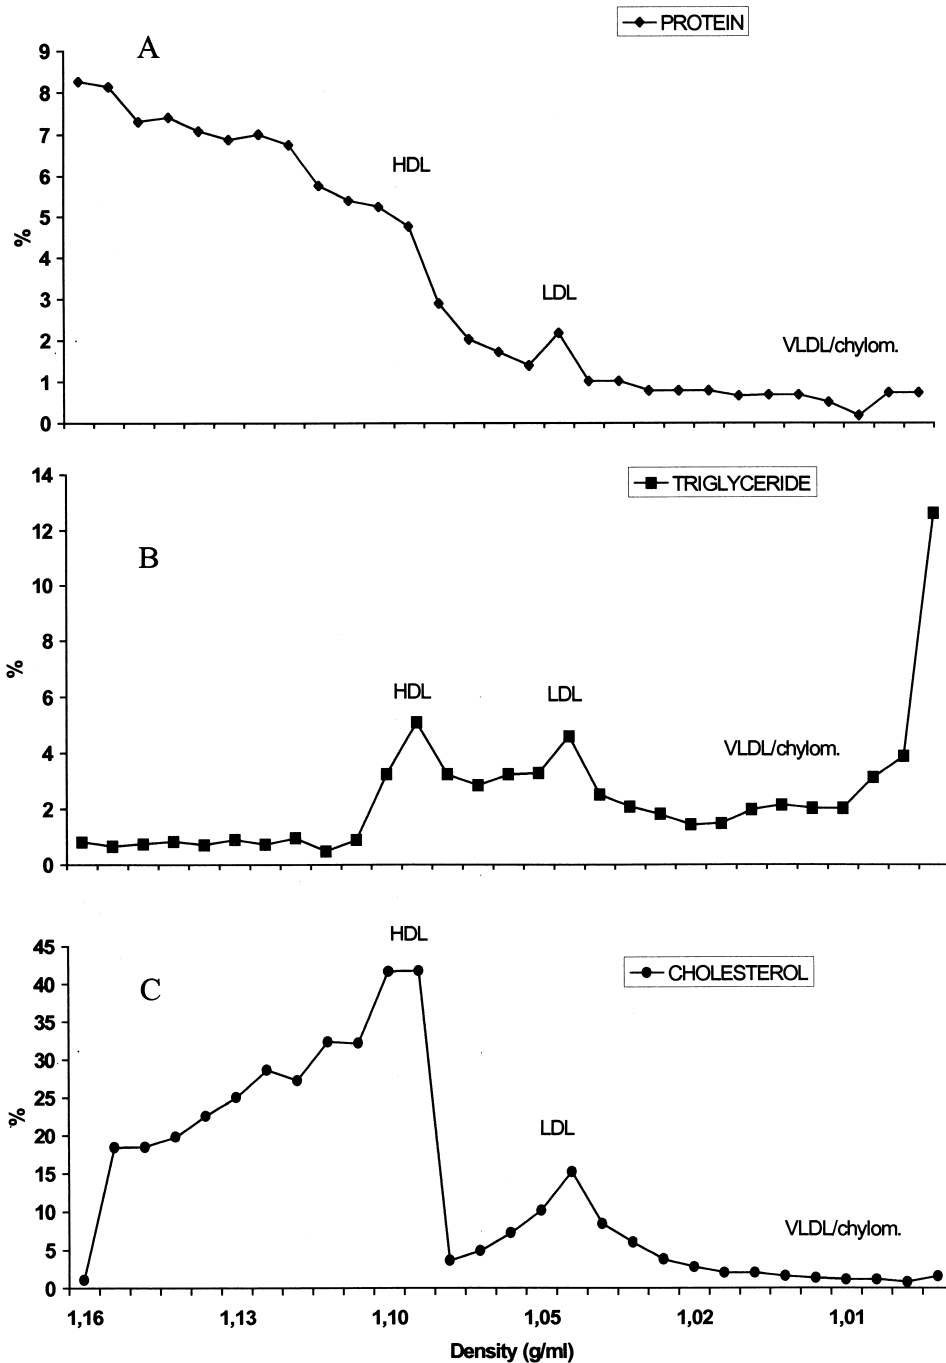 PROTEIN
A
9
8
7
6
5
4
3
2
1
0
%
HDL
LDL
VLDL/chylom.
TRIGLYCERIDE
B
14
12
10
8
6
4
2
0
%
HDL
LDL
VLDL/chylom.
CHOLESTEROL
C
45
40
35
30
25
20
15
10
5
0
%
HDL
LDL
VLDL/chylom.
1,16 1,13 1,10 1,05 1,02 1,01
Density (g/ml)